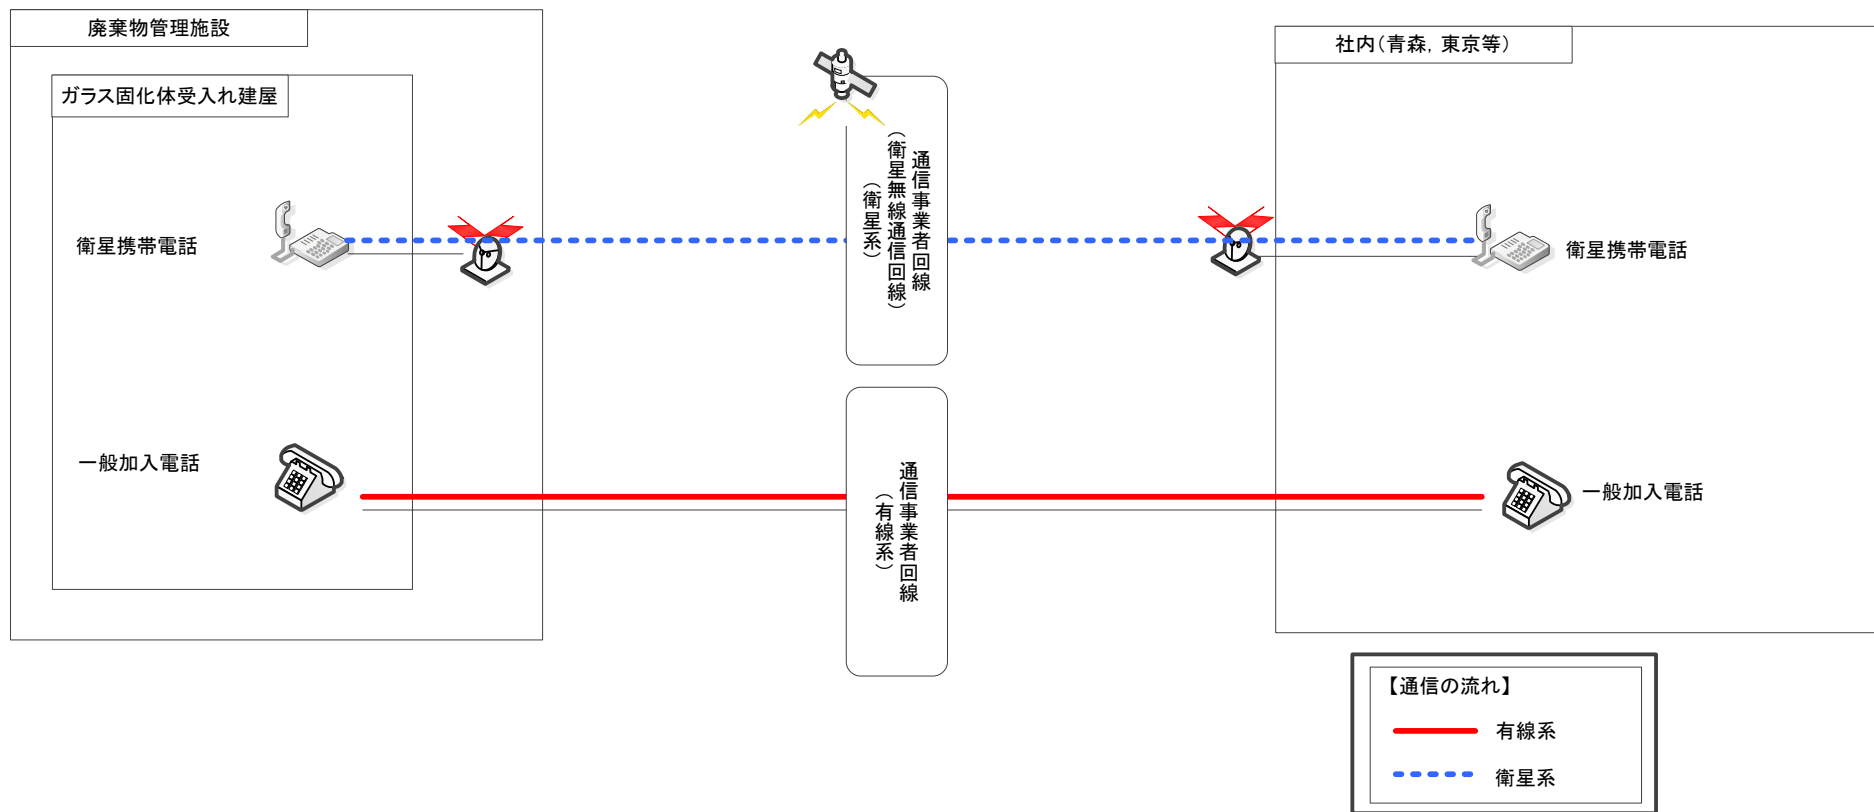 廃棄物管理施設
ガラス固化体受入れ建屋
衛星携帯電話
一般加入電話
通信事業者回線
（衛星無線通信回線）
（衛星系）
通信事業者回線
（有線系）
社内（青森，東京等）
衛星携帯電話
一般加入電話
【通信の流れ】
有線系
衛星系